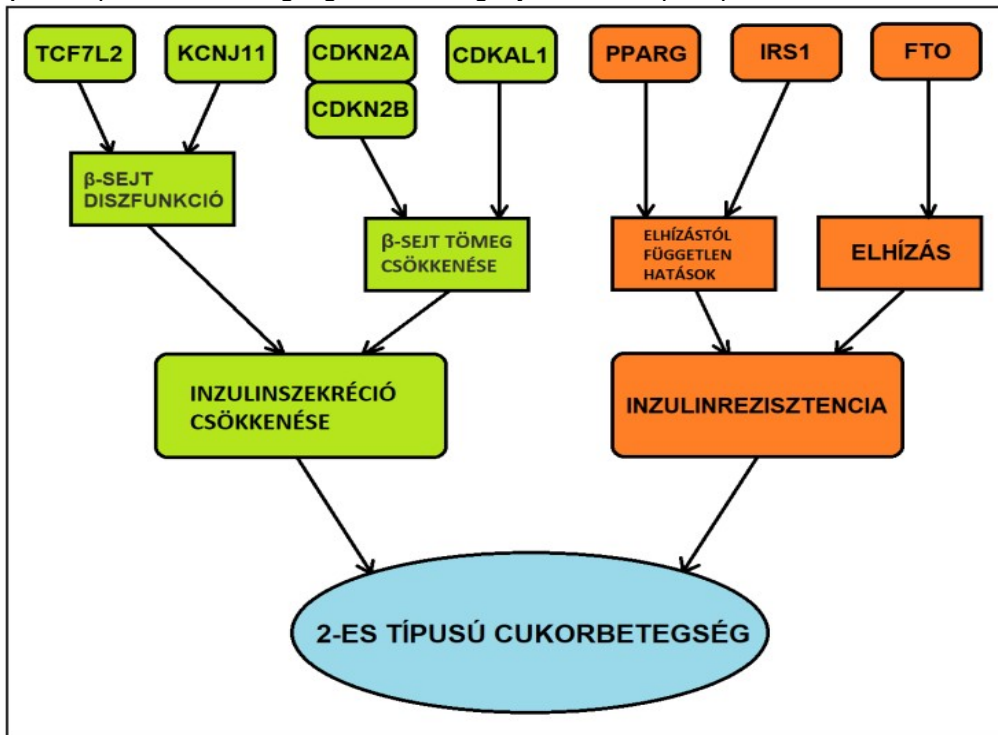 TCF7L2
KCNJ11
CDKN2A
CDKN2B
CDKAL1
PPARG
IRS1
FTO
β-SEJT
DISZFUNKCIÓ
β-SEJT TÖMEG
CSÖKKENÉSE
ELHÍZÁSTÓL
FÜGGETLEN
HATÁSOK
ELHÍZÁS
INZULINSZEKRÉCIÓ
CSÖKKENÉSE
INZULINREZISZTENCIA
2-ES TÍPUSÚ CUKORBETEGSÉG